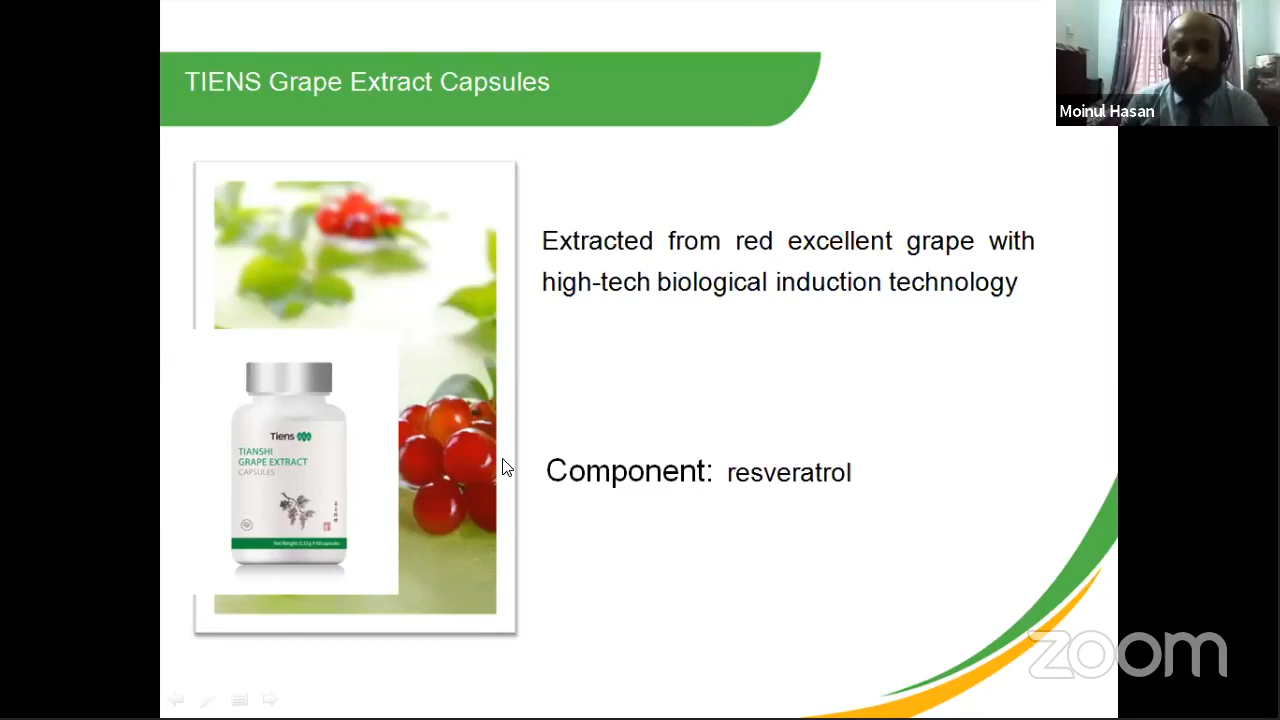 TIENS Grape Extract Capsules
Moinul Hasan
Extracted from red excellent grape with
high-tech biological induction technology
Tiens
TIANSHI
GRAPE EXTRACT
CAPSULES
Component: resveratrol
zoom